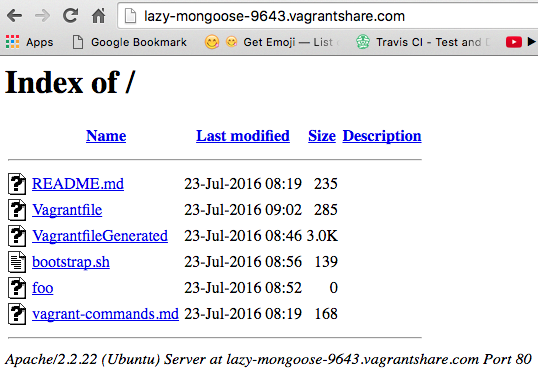 lazy-mongoose-9643.vagrantshare.com
Apps Google Bookmark Get Emoji — List Travis CI - Test and
Index of /
Name Last modified Size Description
README.md 23-Jul-2016 08:19 235
Vagrantfile 23-Jul-2016 09:02 285
VagrantfileGenerated 23-Jul-2016 08:46 3.0K
bootstrap.sh 23-Jul-2016 08:56 139
foo 23-Jul-2016 08:52 0
vagrant-commands.md 23-Jul-2016 08:19 168
Apache/2.2.22 (Ubuntu) Server at lazy-mongoose-9643.vagrantshare.com Port 80